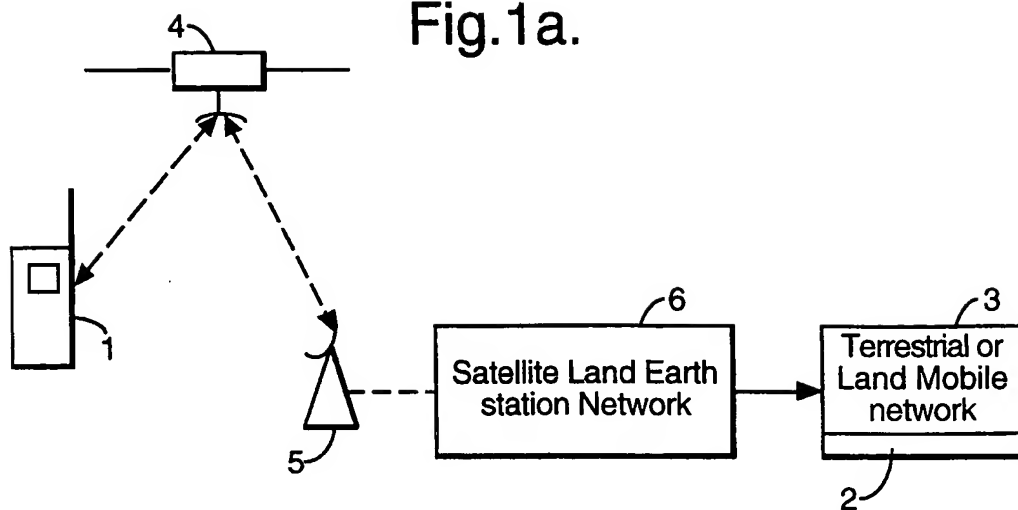 Fig.1a.
4
1
5
6
Satellite Land Earth
station Network
3
Terrestrial or
Land Mobile
network
2